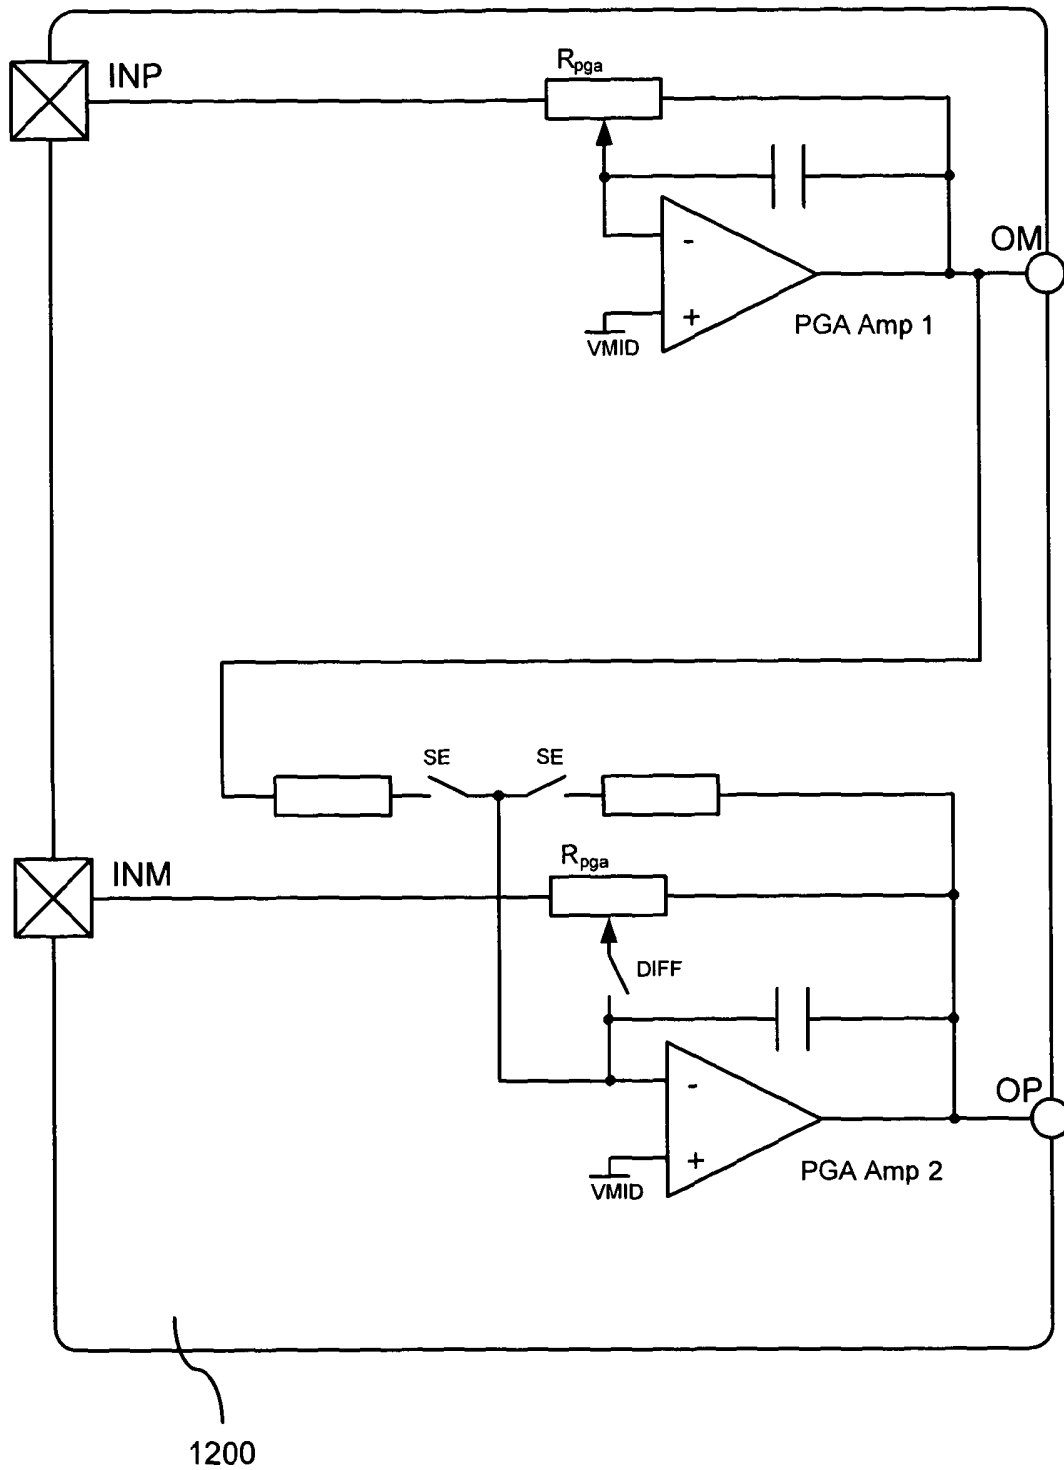 INP
Rpga
OM
-
+
PGA Amp 1
VMID
SE
SE
INM
Rpga
DIFF
OP
-
+
PGA Amp 2
VMID
1200